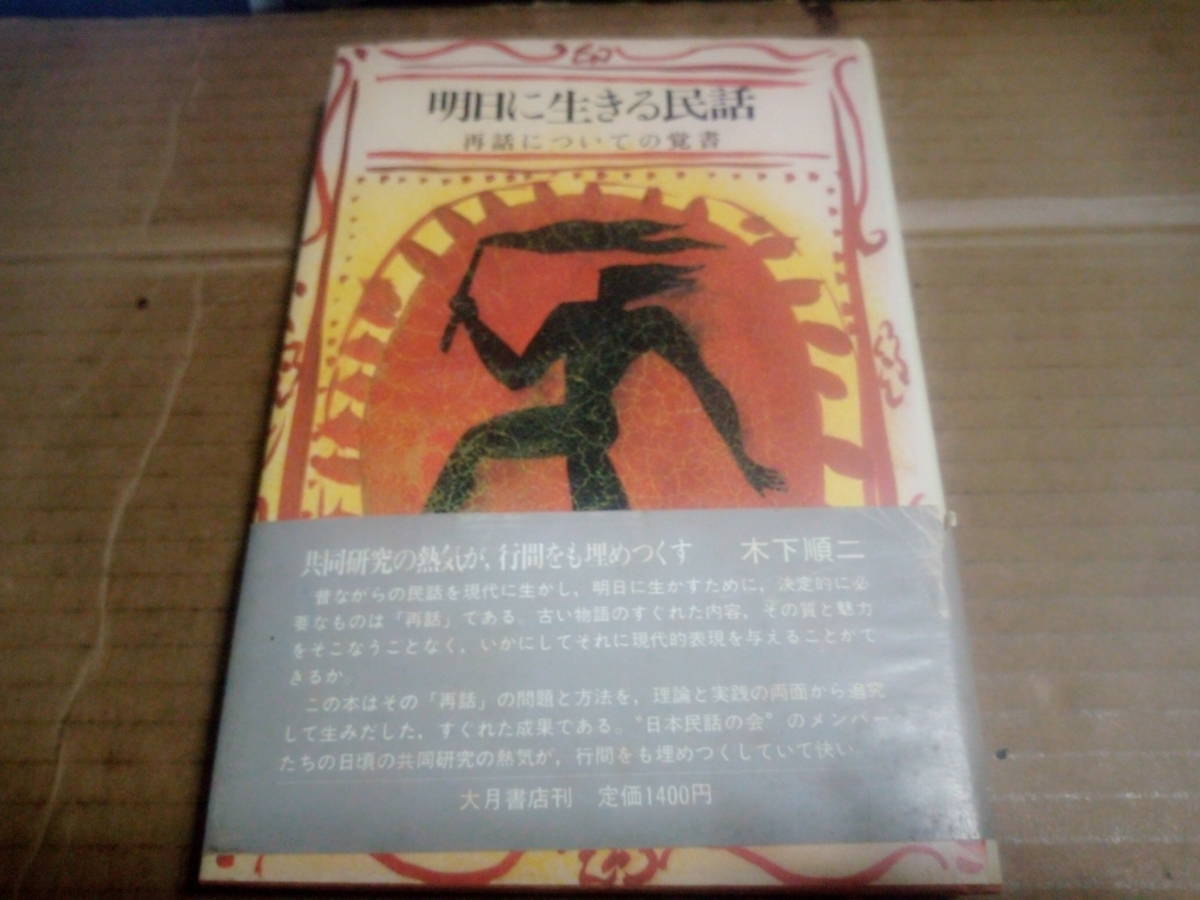 明日に生きる民話
再話についての覚書
共同研究の熱気が，行間をも埋めつくす　木下順二
昔ながらの民話を現代に生かし，明日に生かすために，決定的に必
要なものは「再話」である。古い物語のすぐれた内容，その質と魅力
をそこなうことなく，いかにしてそれに現代的表現を与えることがで
きるか。
この本はその「再話」の問題と方法を，理論と実践の両面から追究
して生みだした，すぐれた成果である。“日本民話の会”のメンバー
たちの日頃の共同研究の熱気が，行間をも埋めつくしていて快い
大月書店刊　定価1400円